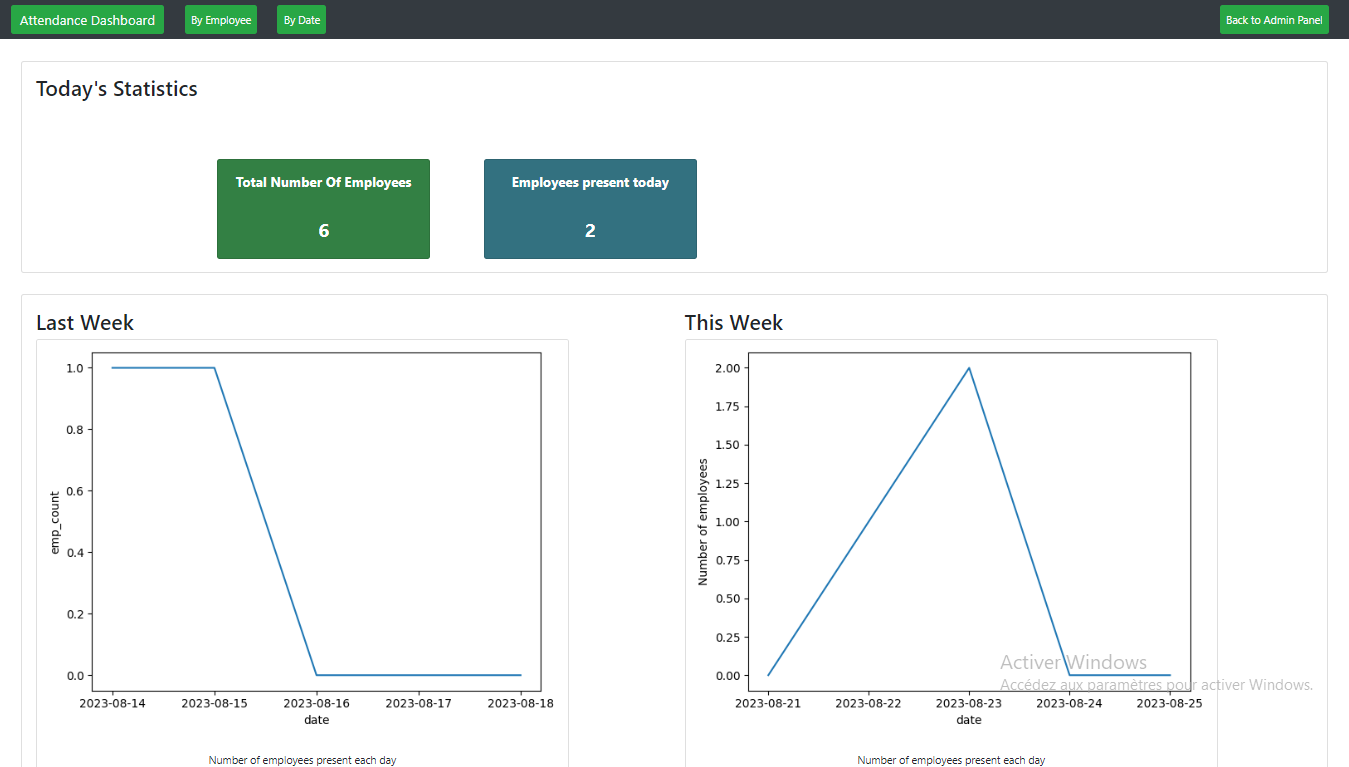 Attendance Dashboard By Employee By Date Back to Admin Panel
Today's Statistics
Total Number Of Employees
6
Employees present today
2
Last Week
1.0
0.8
0.6
0.4
0.2
0.0
emp_count
2023-08-14 2023-08-15 2023-08-16 2023-08-17 2023-08-18
date
Number of employees present each day
This Week
2.00
1.75
1.50
1.25
1.00
0.75
0.50
0.25
0.00
Number of employees
2023-08-21 2023-08-22 2023-08-23 2023-08-24 2023-08-25
date
Number of employees present each day
Activer Windows
Accédez aux paramètres pour activer Windows.